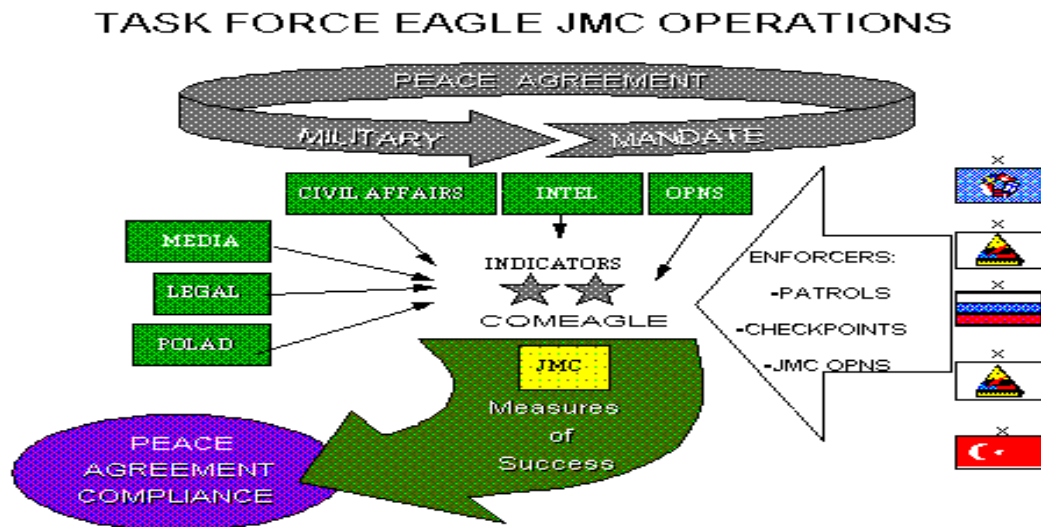 TASK FORCE EAGLE JMC OPERATIONS
PEACE AGREEMENT
MILITARY
MANDATE
CIVIL AFFAIRS
INTEL
OPNS
MEDIA
LEGAL
POLAD
INDICATORS
COMEAGLE
ENFORCERS:
-PATROLS
-CHECKPOINTS
-JMC OPNS
X
X
X
X
X
JMC
Measures
of
Success
PEACE
AGREEMENT
COMPLIANCE